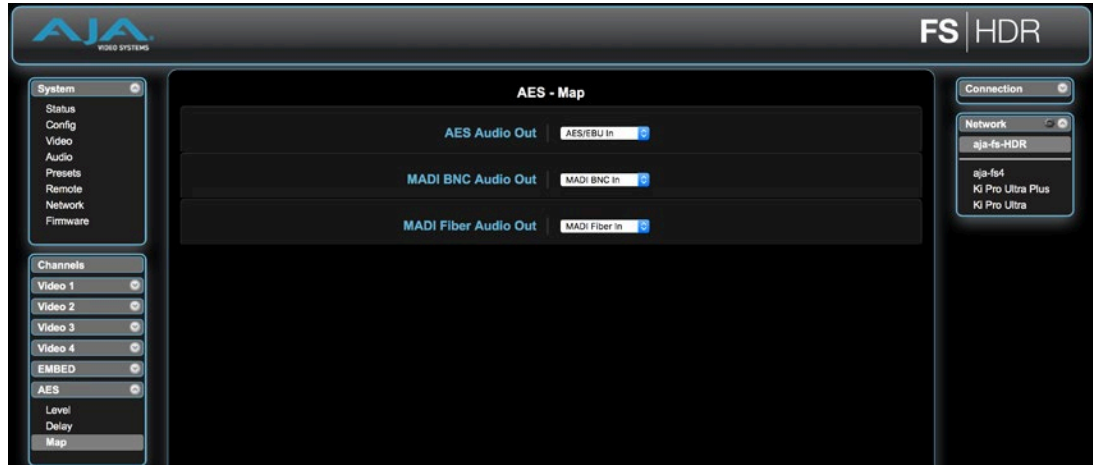 AJA
VIDEO SYSTEMS
FS|HDR
System
Status
Config
Video
Audio
Presets
Remote
Network
Firmware
Channels
Video 1
Video 2
Video 3
Video 4
EMBED
AES
Level
Delay
Map
AES - Map
AES Audio Out AES/EBU In
MADI BNC Audio Out MADI BNC In
MADI Fiber Audio Out MADI Fiber In
Connection
Network
aja-fs-HDR
aja-fs4
Ki Pro Ultra Plus
Ki Pro Ultra